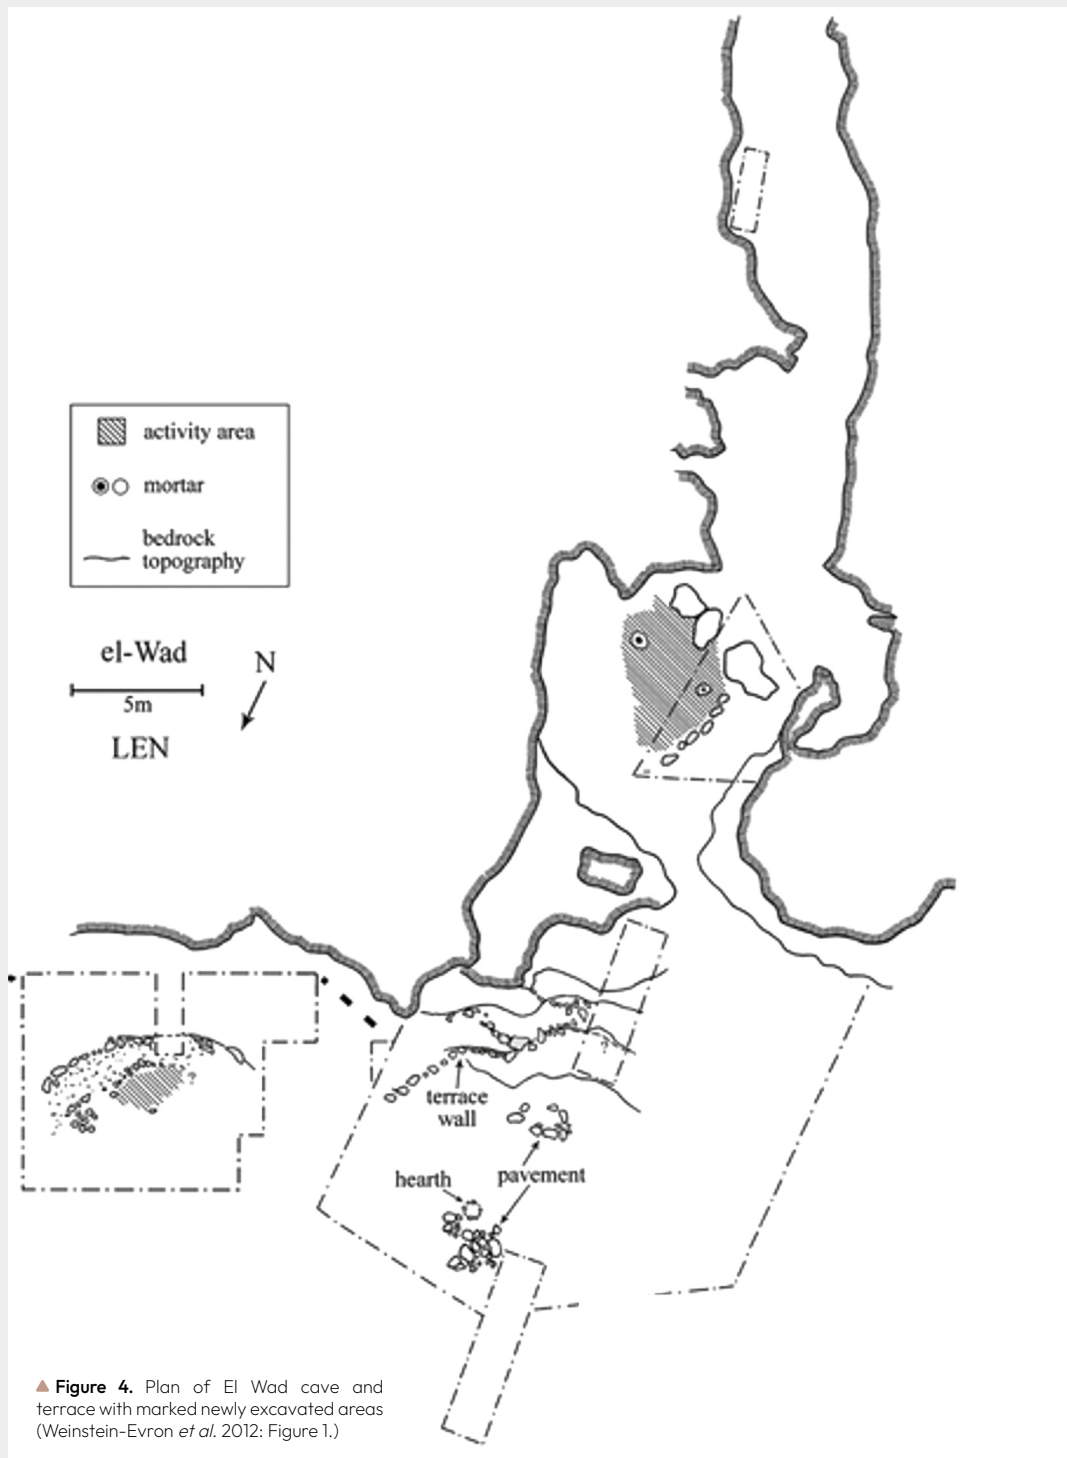 activity area
mortar
bedrock
topography
el-Wad
N
5m
LEN
terrace
wall
hearth
pavement
?
▲ Figure 4. Plan of El Wad cave and
terrace with marked newly excavated areas
(Weinstein-Evron et al. 2012: Figure 1.)